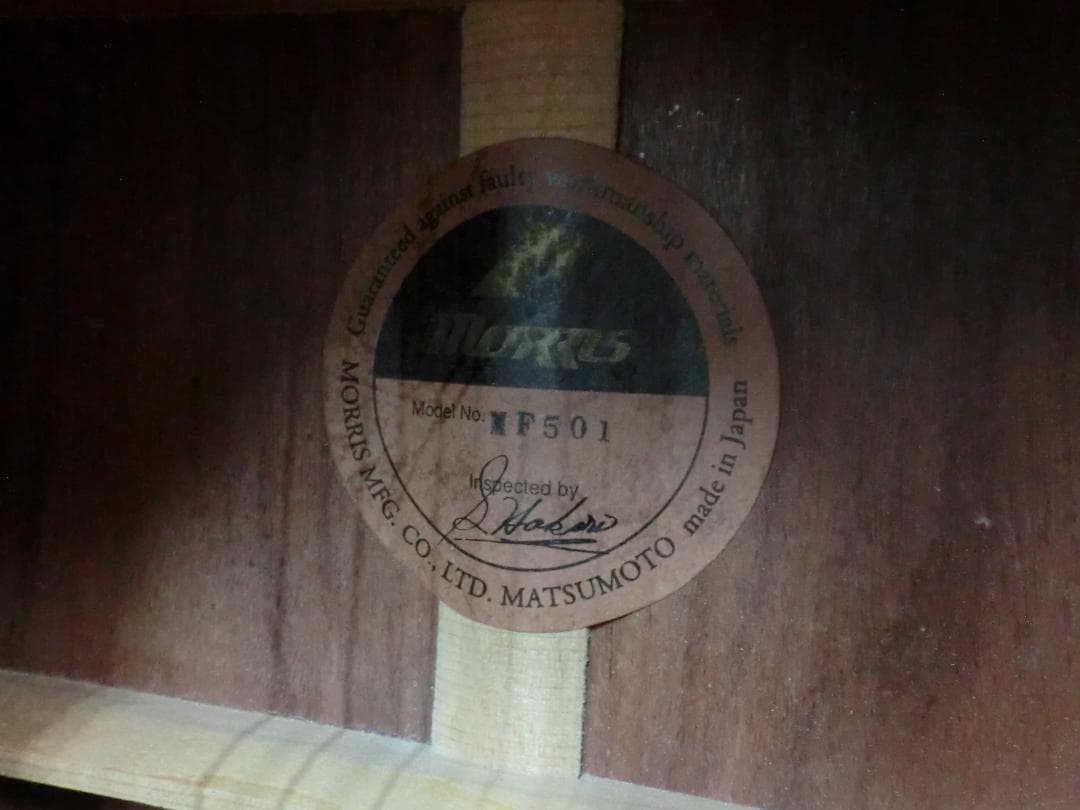 Guaranteed against faulty workmanship materials
MORRIS
Model No. MF501
Inspected by
S. Hakaru
MORRIS MFG. CO., LTD. MATSUMOTO made in Japan